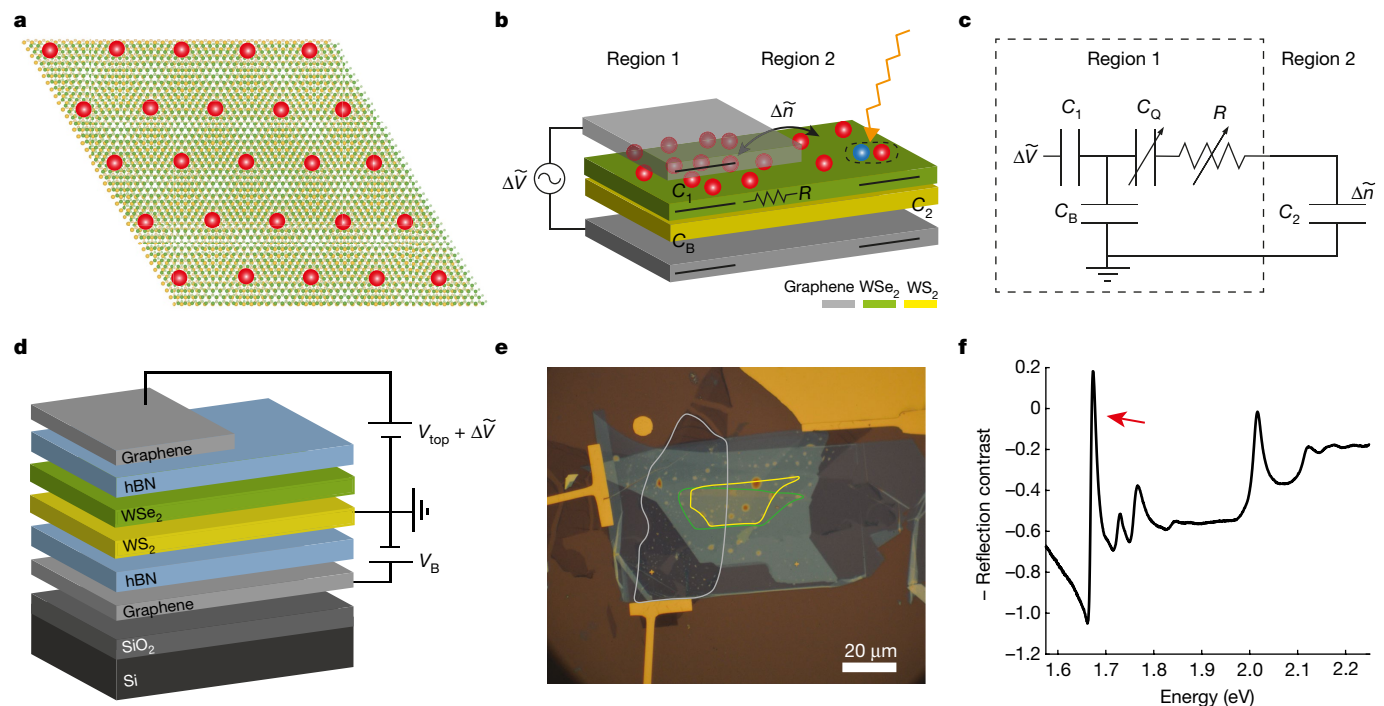 a
b
Region 1
Region 2
Δñ
ΔṼ
C1
R
C2
CB
Graphene WSe2 WS2
c
Region 1
Region 2
C1
CQ
R
ΔṼ
CB
C2
Δñ
d
Graphene
hBN
WSe2
WS2
hBN
Graphene
SiO2
Si
Vtop + ΔṼ
VB
e
20 μm
f
– Reflection contrast
0.2
0
−0.2
−0.4
−0.6
−0.8
−1.0
−1.2
1.6 1.7 1.8 1.9 2.0 2.1 2.2
Energy (eV)